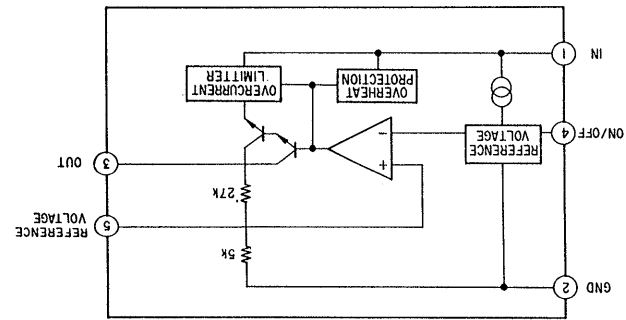 GND 2
5k
5 REFERENCE
VOLTAGE
27k
+
3 OUT
ON/OFF 4
REFERENCE
VOLTAGE
-
OVERHEAT
PROTECTION
OVERCURRENT
LIMITTER
IN 1